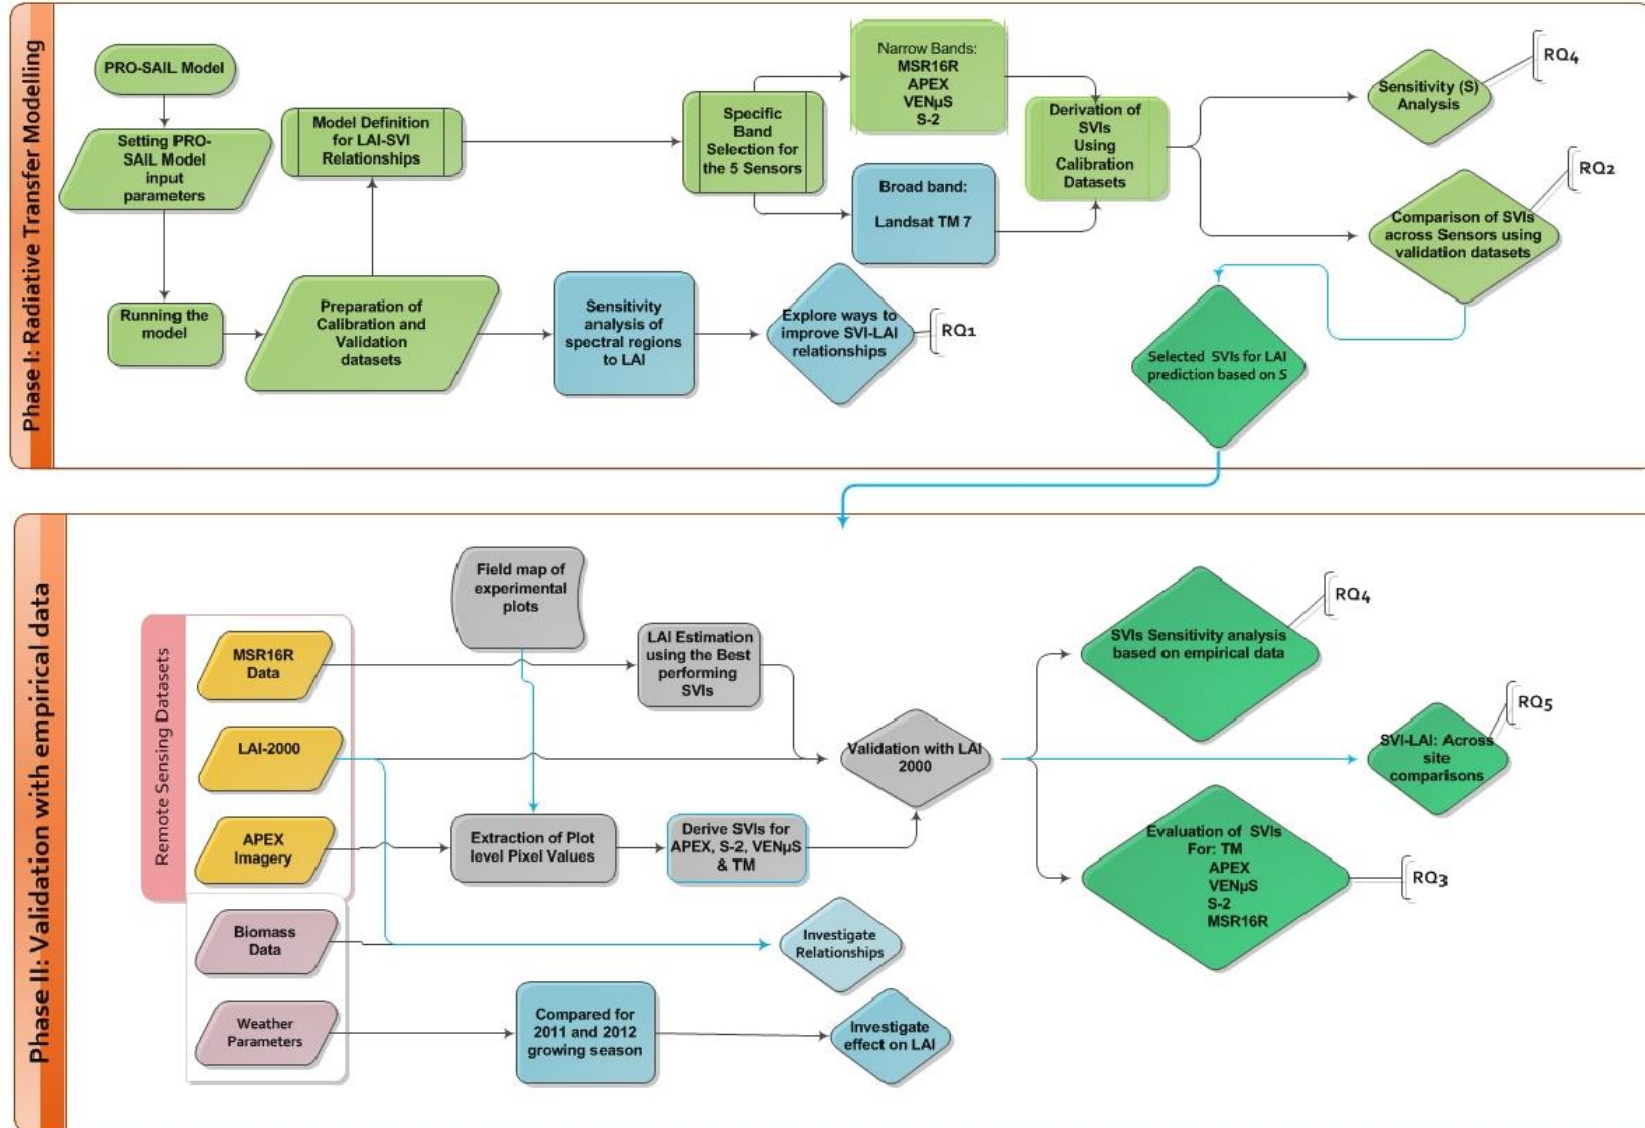 Phase I: Radiative Transfer Modelling
PRO-SAIL Model
Setting PRO-
SAIL Model
input
parameters
Running the
model
Model Definition
for LAI-SVI
Relationships
Preparation of
Calibration and
Validation
datasets
Sensitivity
analysis of
spectral regions
to LAI
Explore ways to
improve SVI-LAI
relationships
RQ1
Specific
Band
Selection for
the 5 Sensors
Narrow Bands:
MSR16R
APEX
VENµS
S-2
Broad band:
Landsat TM 7
Derivation of
SVIs
Using
Calibration
Datasets
Sensitivity (S)
Analysis
RQ4
Comparison of SVIs
across Sensors using
validation datasets
RQ2
Selected SVIs for LAI
prediction based on S
Phase II: Validation with empirical data
Remote Sensing Datasets
MSR16R
Data
LAI-2000
APEX
Imagery
Biomass
Data
Weather
Parameters
Field map of
experimental
plots
LAI Estimation
using the Best
performing
SVIs
Extraction of Plot
level Pixel Values
Derive SVIs for
APEX, S-2, VENµS
& TM
Validation with LAI
2000
Investigate
Relationships
Compared for
2011 and 2012
growing season
Investigate
effect on LAI
SVIs Sensitivity analysis
based on empirical data
RQ4
SVI-LAI: Across
site
comparisons
RQ5
Evaluation of SVIs
For: TM
APEX
VENµS
S-2
MSR16R
RQ3